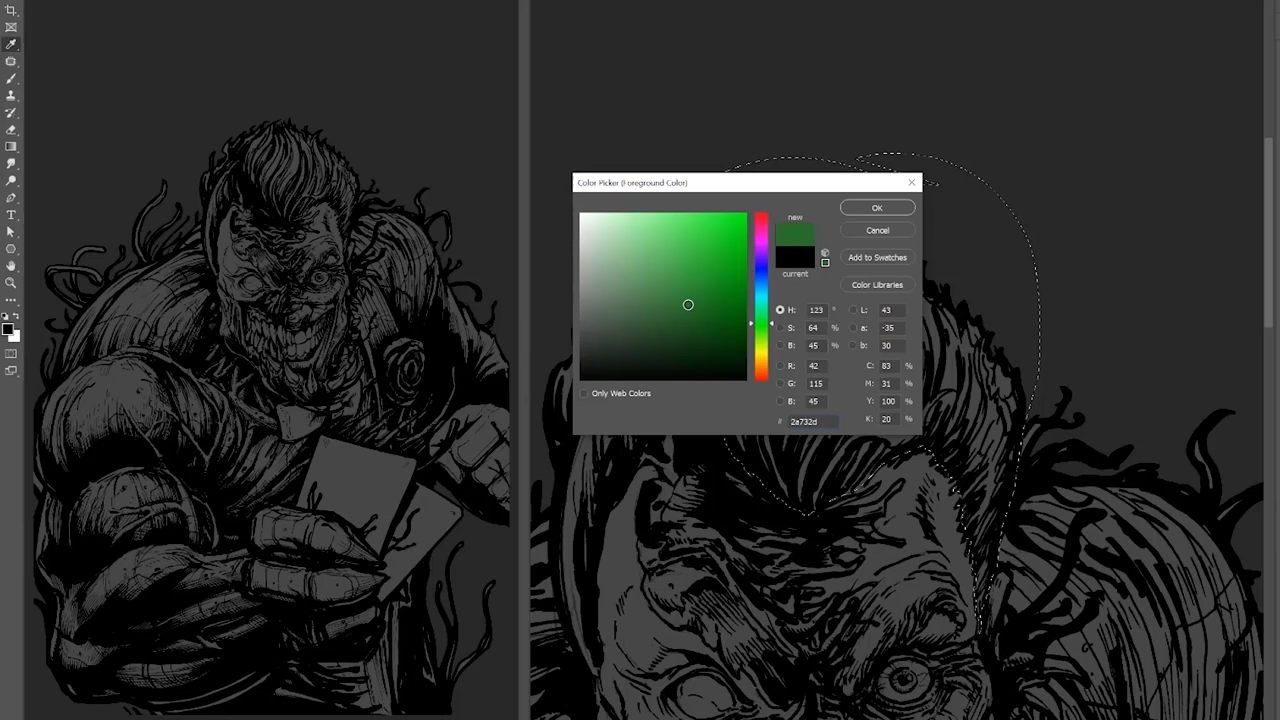 Color Picker (Foreground Color)
new
current
OK
Cancel
Add to Swatches
Color Libraries
H: 123 °
S: 64 %
B: 45 %
R: 42
G: 115
B: 45
# 2a732d
L: 43
a: -35
b: 30
C: 83 %
M: 31 %
Y: 100 %
K: 20 %
Only Web Colors